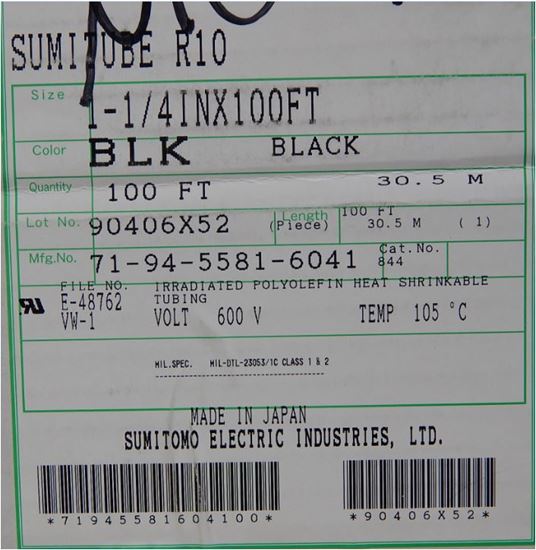 SUMITUBE R10
Size 1-1/4INX100FT
Color BLK BLACK
Quantity 100 FT 30.5 M
Lot No. 90406X52 Length (Piece) 100 FT 30.5 M ( 1)
Mfg.No. 71-94-5581-6041 Cat.No. 844
FILE NO. IRRADIATED POLYOLEFIN HEAT SHRINKABLE
E-48762 TUBING
VW-1 VOLT 600 V TEMP 105 °C
MIL.SPEC. MIL-DTL-23053/1C CLASS 1 & 2
MADE IN JAPAN
SUMITOMO ELECTRIC INDUSTRIES, LTD.
*71945581604100* *90406X52*